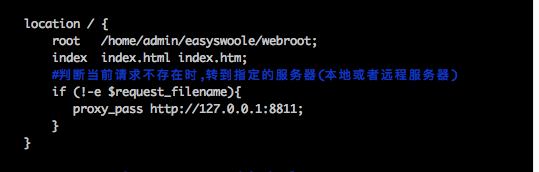 location / {
root /home/admin/easyswoole/webroot;
index index.html index.htm;
#判断当前请求不存在时,转到指定的服务器(本地或者远程服务器)
if (!-e $request_filename){
proxy_pass http://127.0.0.1:8811;
}
}